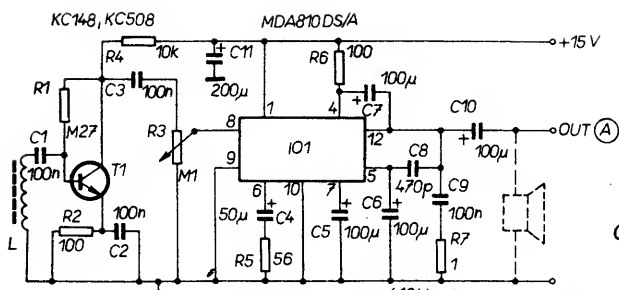 KC148, KC508
MDA810 DS/A
R4
10k
C11
200µ
R6
100
+15 V
R1
M27
C3
100n
C7
100µ
C10
100µ
OUT A
C1
100n
R3
M1
T1
8
9
1
4
12
5
IO1
6
10
7
C8
470p
C9
100n
L
R2
100
100n
C2
50µ
C4
R5
56
C5
100µ
C6
100µ
R7
1